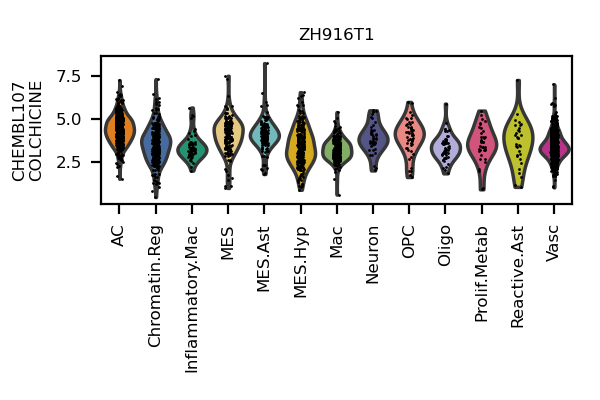 ZH916T1
CHEMBL107
COLCHICINE
7.5
5.0
2.5
AC
Chromatin.Reg
Inflammatory.Mac
MES
MES.Ast
MES.Hyp
Mac
Neuron
OPC
Oligo
Prolif.Metab
Reactive.Ast
Vasc